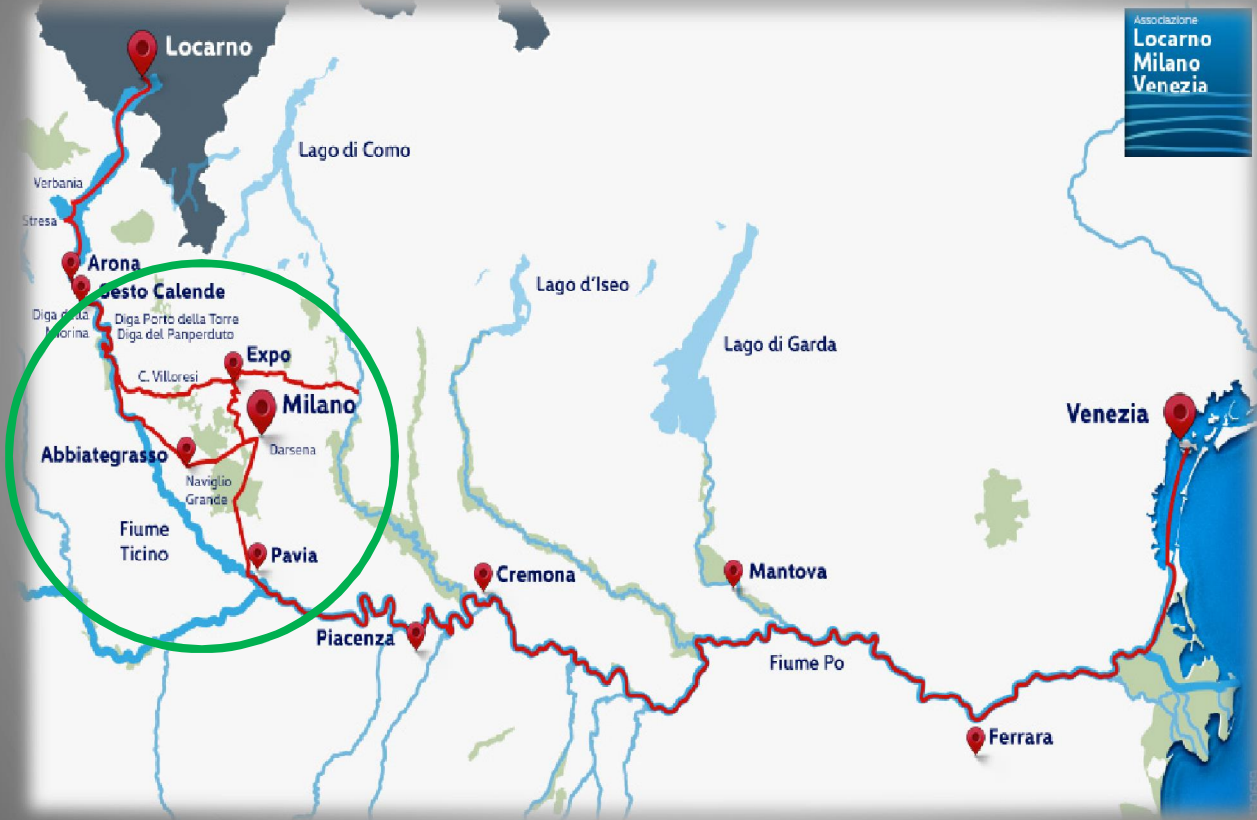 Associazione
Locarno
Milano
Venezia
Locarno
Lago di Como
Verbania
Stresa
Arona
Sesto Calende
Lago d'Iseo
Diga della
Miorina
Diga Porto della Torre
Diga del Panperduto
Lago di Garda
Expo
C. Villoresi
Milano
Venezia
Darsena
Abbiategrasso
Naviglio
Grande
Fiume
Ticino
Pavia
Cremona
Mantova
Piacenza
Fiume Po
Ferrara